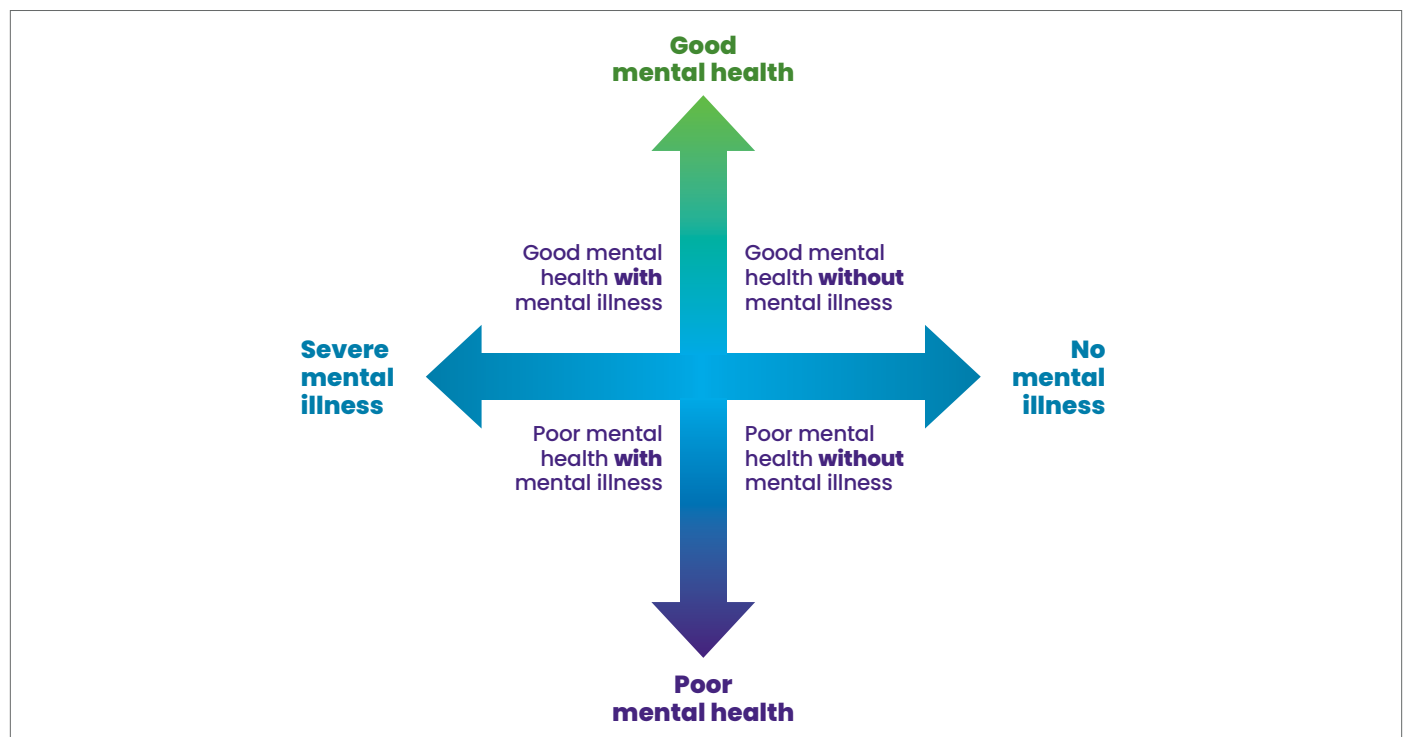 Good
mental health
Good mental
health with
mental illness
Good mental
health without
mental illness
Severe
mental
illness
No
mental
illness
Poor mental
health with
mental illness
Poor mental
health without
mental illness
Poor
mental health